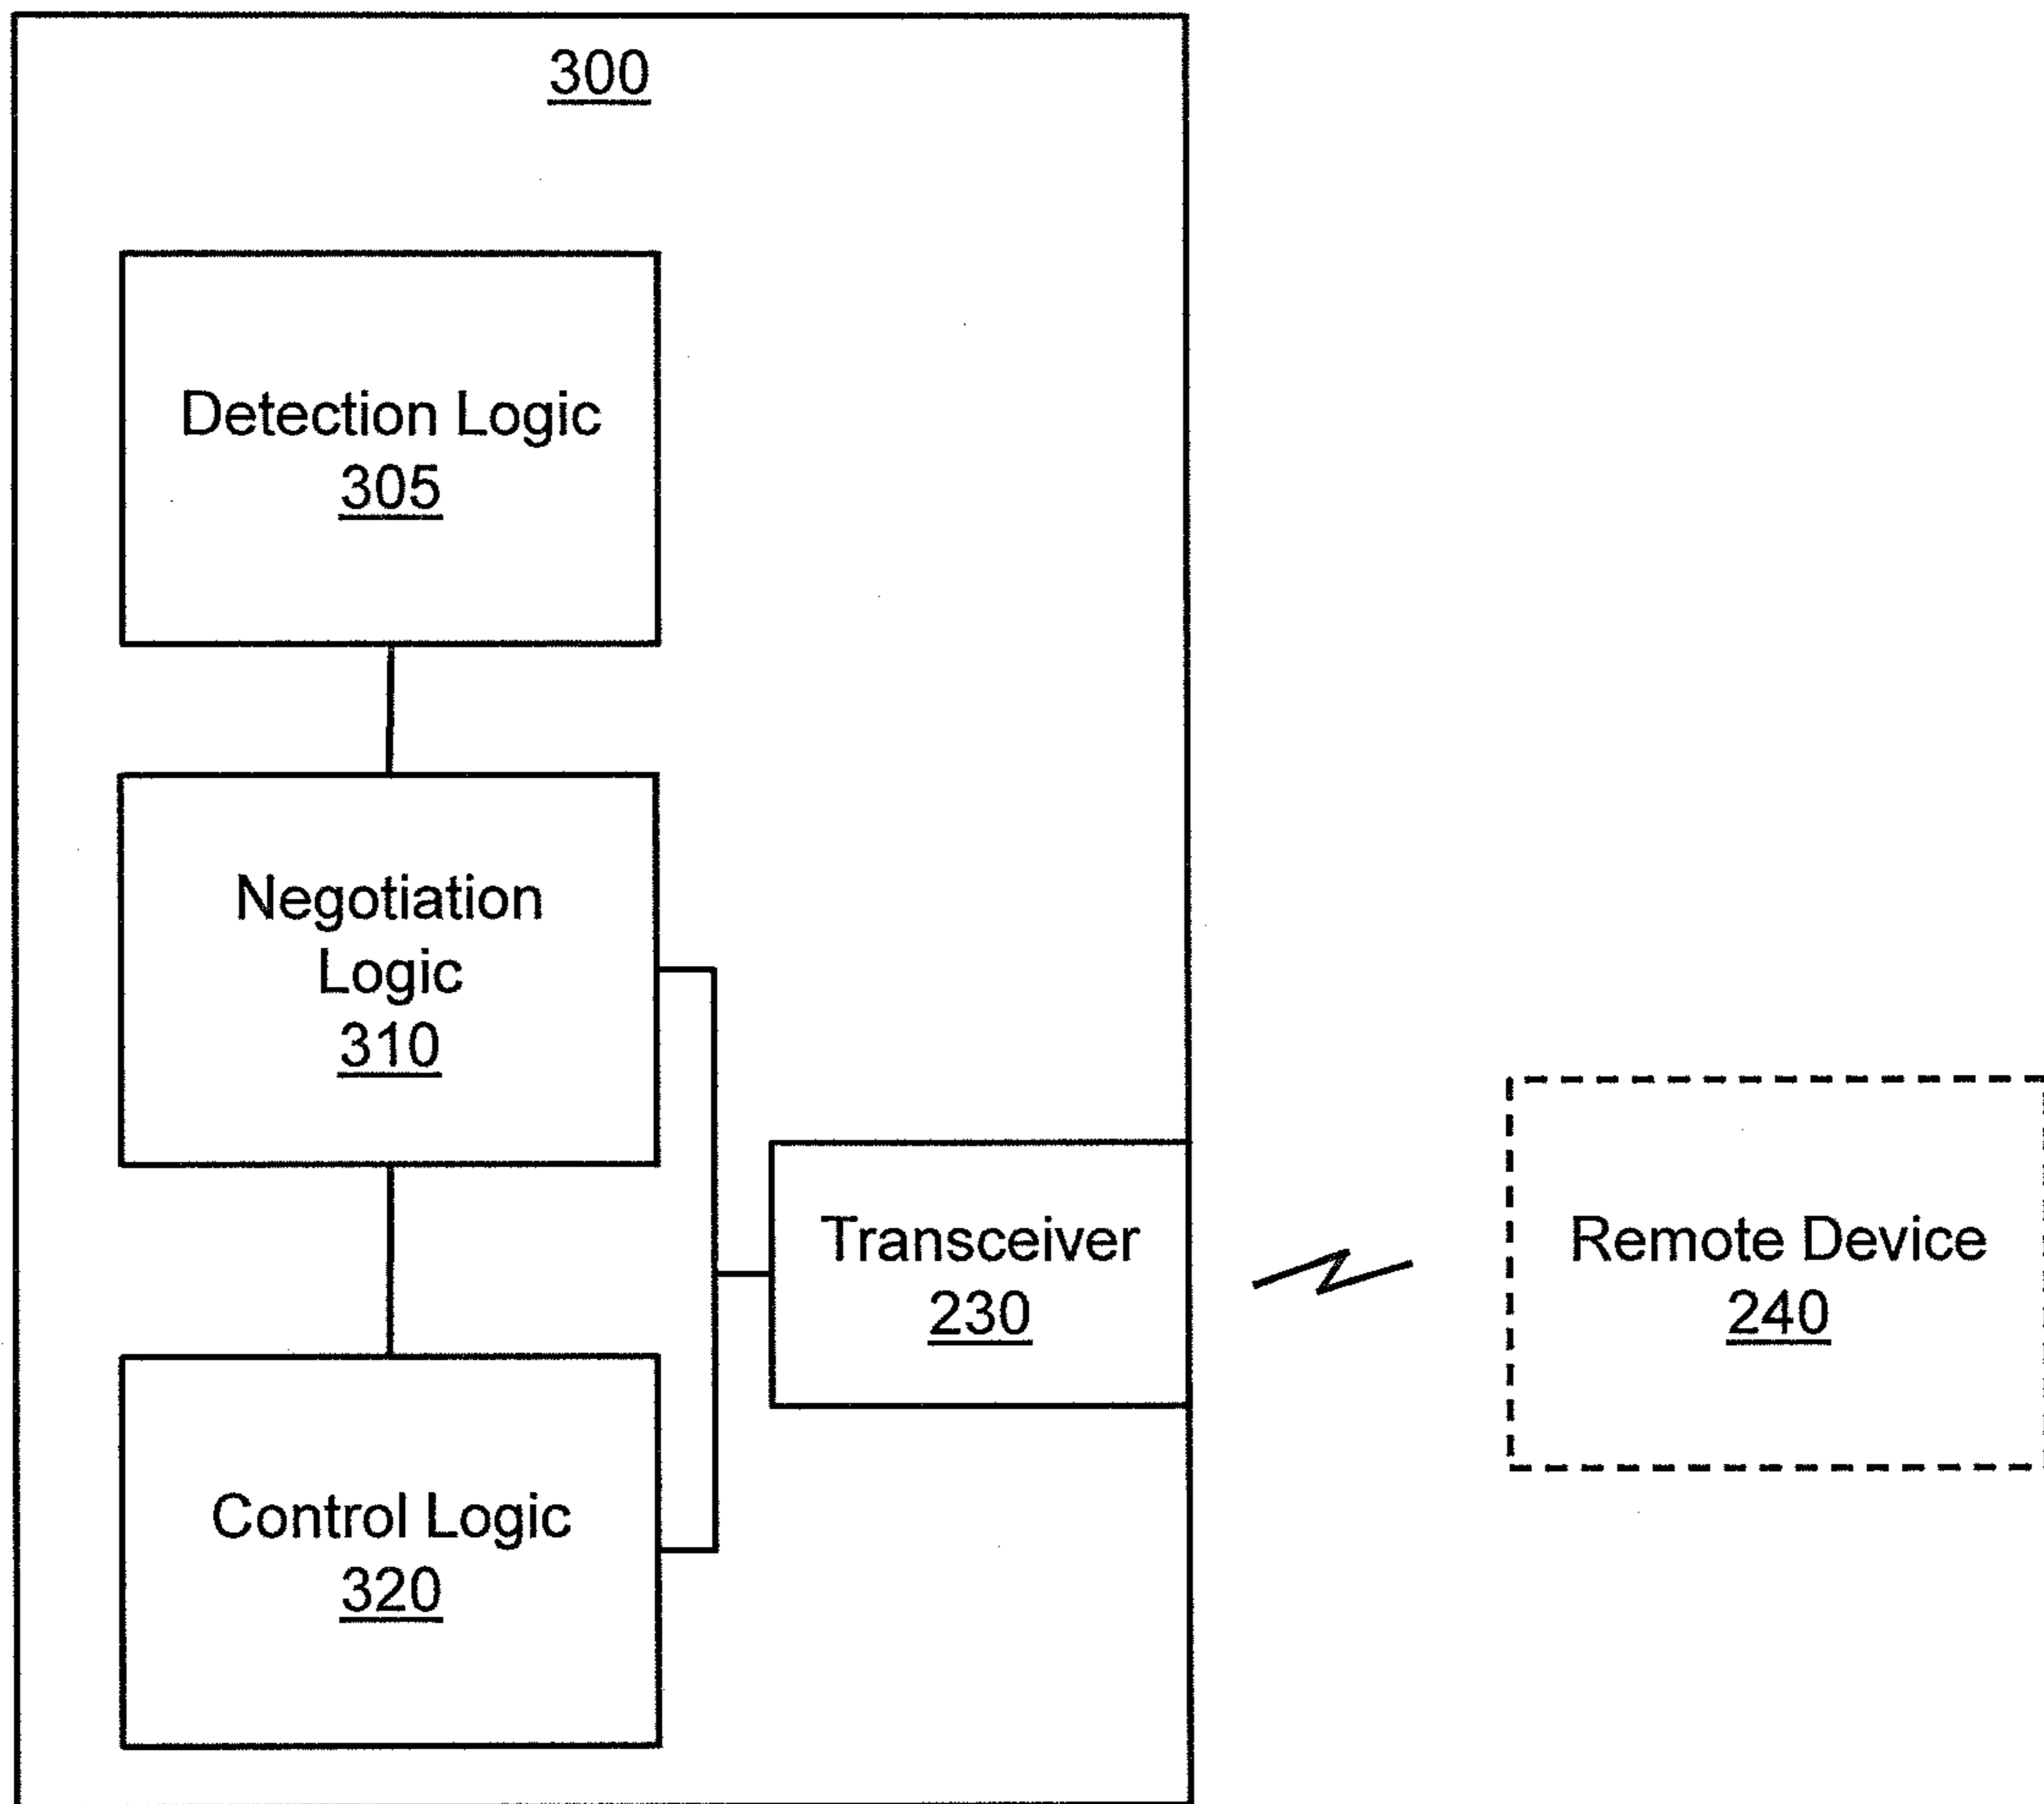 300
Detection Logic
305
Negotiation
Logic
310
Transceiver
230
Remote Device
240
Control Logic
320